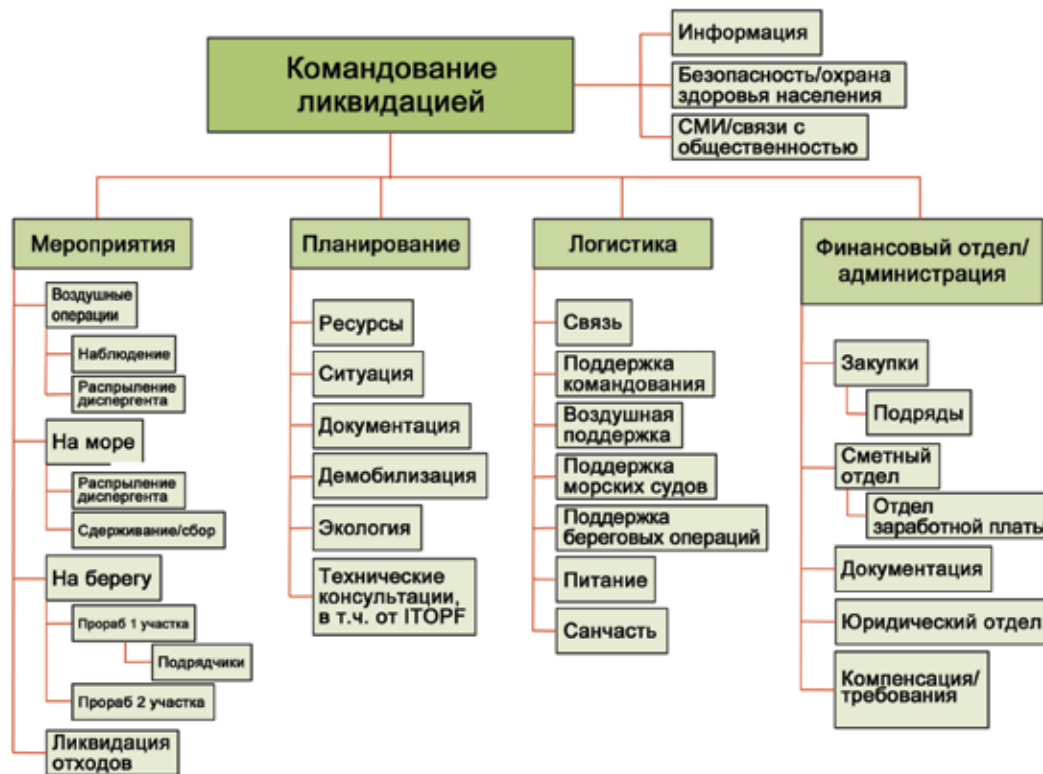 Командование
ликвидацией
Информация
Безопасность/охрана
здоровья населения
СМИ/связи с
общественностью
Мероприятия
Воздушные
операции
Наблюдение
Распрыление
диспергента
На море
Распрыление
диспергента
Сдерживание/сбор
На берегу
Прораб 1 участка
Подрядчики
Прораб 2 участка
Ликвидация
отходов
Планирование
Ресурсы
Ситуация
Документация
Демобилизация
Экология
Технические
консультации,
в т.ч. от ITOPF
Логистика
Связь
Поддержка
командования
Воздушная
поддержка
Поддержка
морских судов
Поддержка
береговых операций
Питание
Санчасть
Финансовый отдел/
администрация
Закупки
Подряды
Сметный
отдел
Отдел
заработной платы
Документация
Юридический отдел
Компенсация/
требования